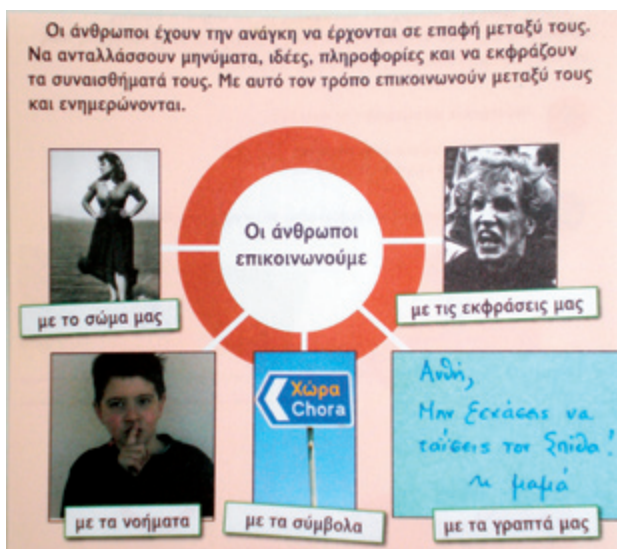 Οι άνθρωποι έχουν την ανάγκη να έρχονται σε επαφή μεταξύ τους.
Να ανταλλάσσουν μηνύματα, ιδέες, πληροφορίες και να εκφράζουν
τα συναισθήματά τους. Με αυτό τον τρόπο επικοινωνούν μεταξύ τους
και ενημερώνονται.
Οι άνθρωποι
επικοινωνούμε
με το σώμα μας
με τις εκφράσεις μας
Χώρα
Chora
Ανθή,
Μην ξεχάσεις να
ταΐσεις τον Σπίθα!
η μαμά
με τα νοήματα
με τα σύμβολα
με τα γραπτά μας